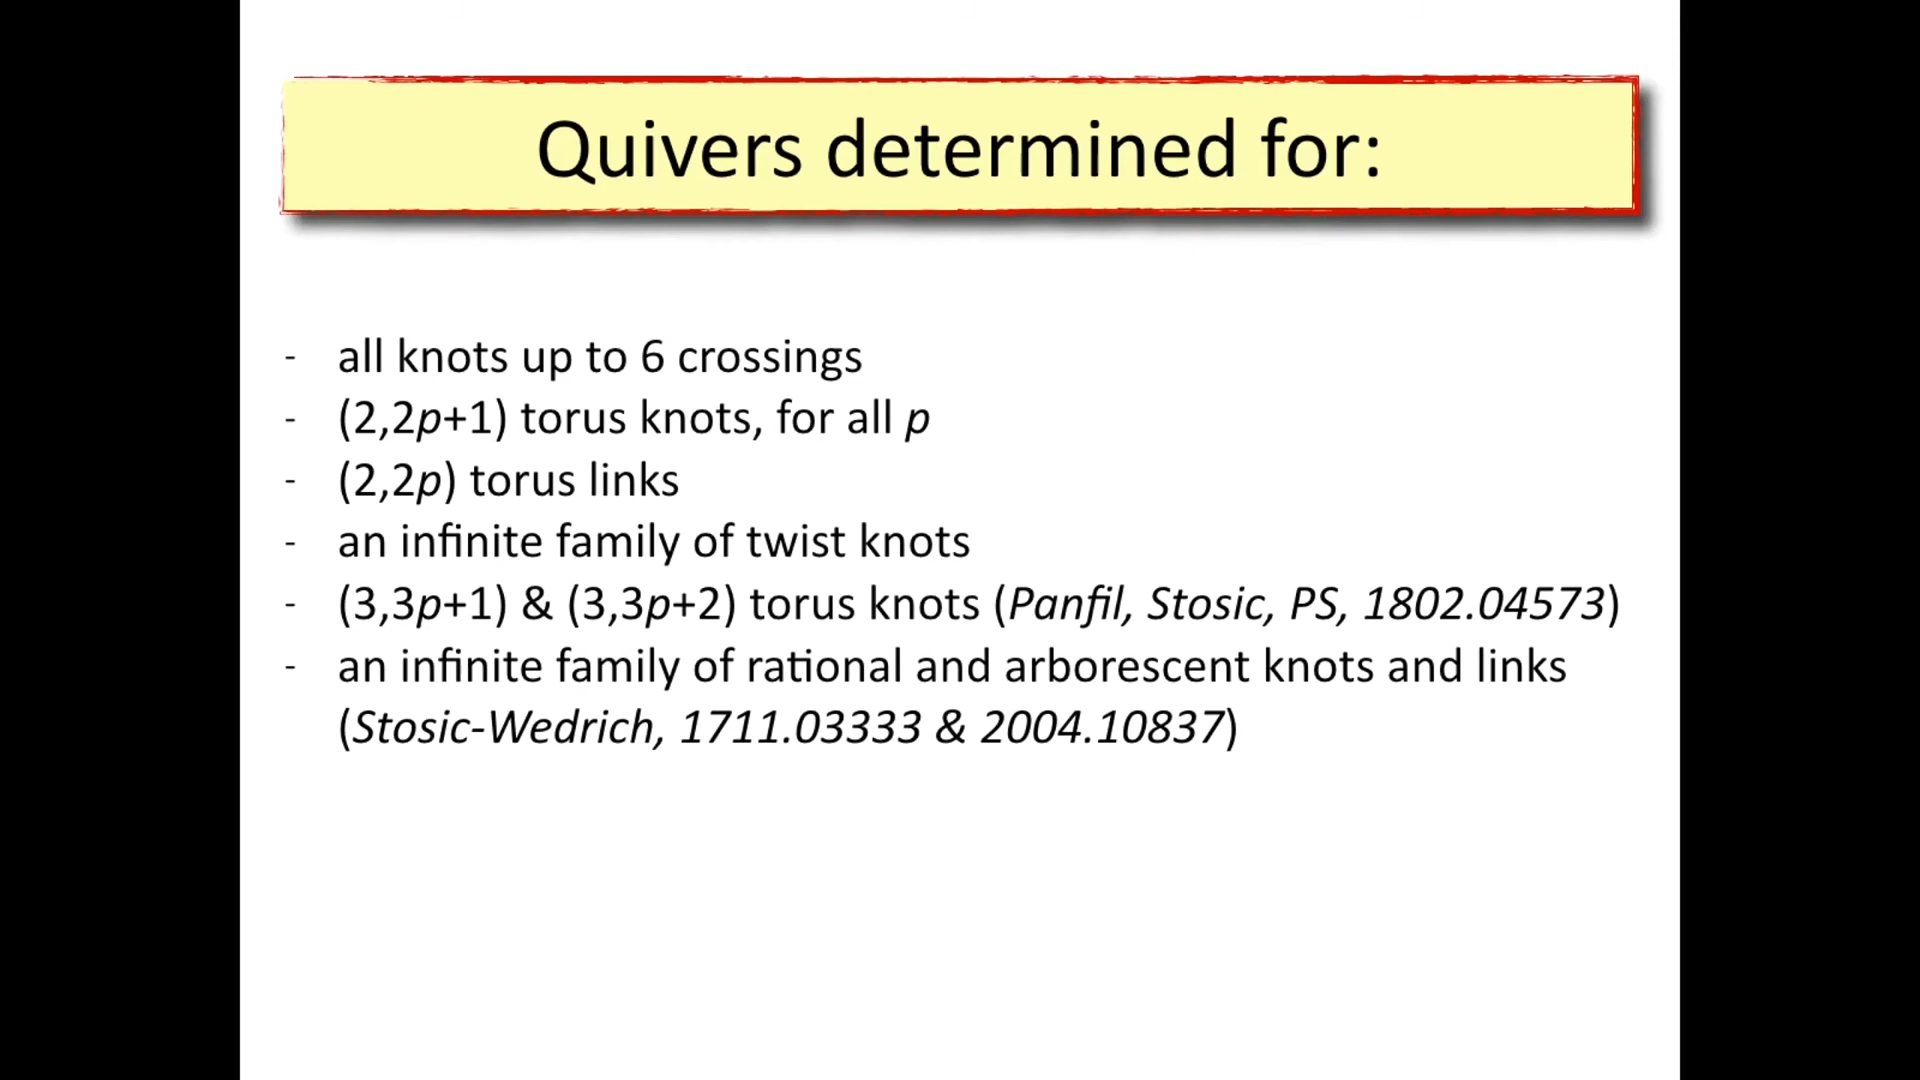 Quivers determined for:
- all knots up to 6 crossings
- (2,2p+1) torus knots, for all p
- (2,2p) torus links
- an infinite family of twist knots
- (3,3p+1) & (3,3p+2) torus knots (Panfil, Stosic, PS, 1802.04573)
- an infinite family of rational and arborescent knots and links
(Stosic-Wedrich, 1711.03333 & 2004.10837)